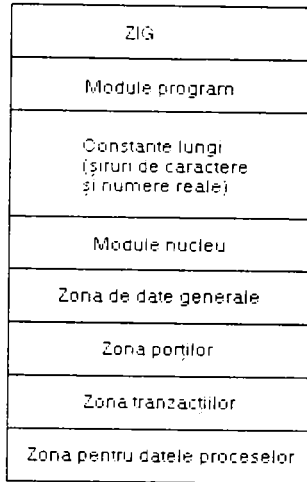 ZIG
Module program
Constante lungi
(șiruri de caractere
și numere reale)
Module nucleu
Zona de date generale
Zona porților
Zona tranzacțiilor
Zona pentru datele proceselor